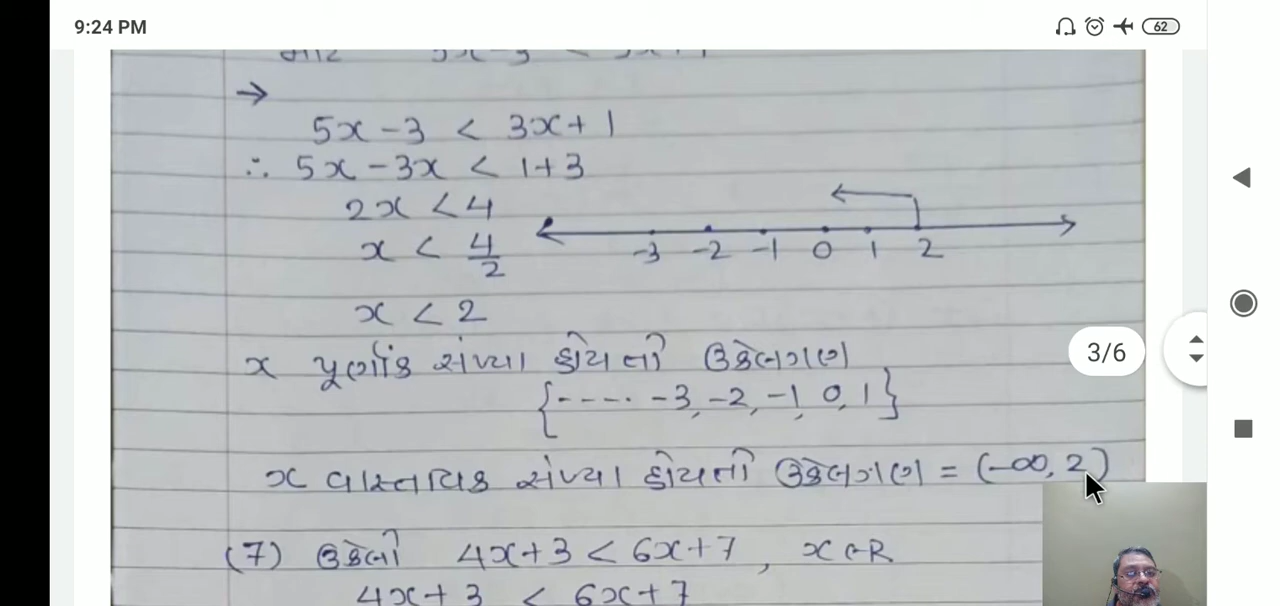 9:24 PM
62
→
5x - 3 < 3x + 1
∴ 5x - 3x < 1 + 3
2x < 4
x < 4/2
-3 -2 -1 0 1 2
x < 2
x પૂર્ણાંક સંખ્યા હોય તો ઉકેલગણ
{ ---- -3, -2, -1, 0, 1 }
3/6
x વાસ્તવિક સંખ્યા હોય તો ઉકેલગણ = (-∞, 2)
(7) ઉકેલો 4x + 3 < 6x + 7, x ∈ R
4x + 3 < 6x + 7